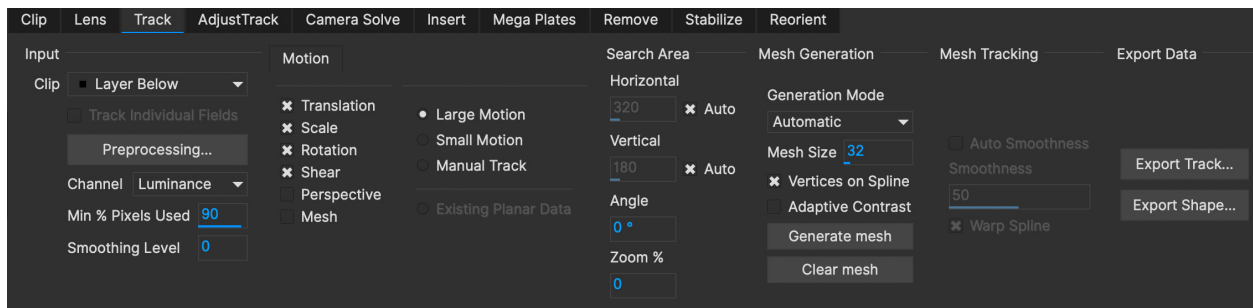 Clip Lens Track AdjustTrack Camera Solve Insert Mega Plates Remove Stabilize Reorient
Input
Clip Layer Below
Track Individual Fields
Preprocessing...
Channel Luminance
Min % Pixels Used 90
Smoothing Level 0
Motion
Translation
Scale
Rotation
Shear
Perspective
Mesh
Large Motion
Small Motion
Manual Track
Existing Planar Data
Search Area
Horizontal
320 Auto
Vertical
180 Auto
Angle
0 °
Zoom %
0
Mesh Generation
Generation Mode
Automatic
Mesh Size 32
Vertices on Spline
Adaptive Contrast
Generate mesh
Clear mesh
Mesh Tracking
Auto Smoothness
Smoothness
50
Warp Spline
Export Data
Export Track...
Export Shape...